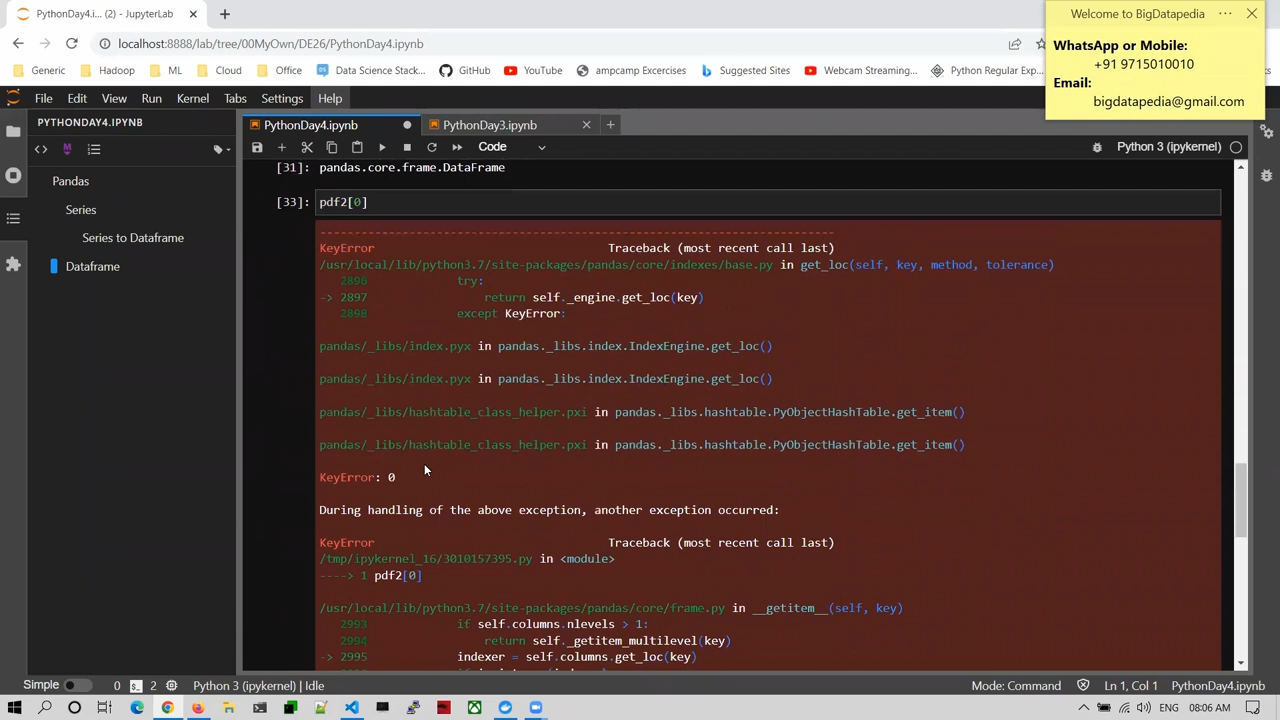 PythonDay4.i... (2) - JupyterLab
Welcome to BigDatapedia
WhatsApp or Mobile:
+91 9715010010
Email:
bigdatapedia@gmail.com
localhost:8888/lab/tree/00MyOwn/DE26/PythonDay4.ipynb
Generic Hadoop ML Cloud Office Data Science Stack... GitHub YouTube ampcamp Excercises Suggested Sites Webcam Streaming... Python Regular Exp...
File Edit View Run Kernel Tabs Settings Help
PYTHONDAY4.IPYNB
PythonDay4.ipynb PythonDay3.ipynb
Code Python 3 (ipykernel)
Pandas
Series
Series to Dataframe
Dataframe
[31]: pandas.core.frame.DataFrame
[33]: pdf2[0]
---------------------------------------------------------------------------
KeyError Traceback (most recent call last)
/usr/local/lib/python3.7/site-packages/pandas/core/indexes/base.py in get_loc(self, key, method, tolerance)
2896 try:
-> 2897 return self._engine.get_loc(key)
2898 except KeyError:
pandas/_libs/index.pyx in pandas._libs.index.IndexEngine.get_loc()
pandas/_libs/index.pyx in pandas._libs.index.IndexEngine.get_loc()
pandas/_libs/hashtable_class_helper.pxi in pandas._libs.hashtable.PyObjectHashTable.get_item()
pandas/_libs/hashtable_class_helper.pxi in pandas._libs.hashtable.PyObjectHashTable.get_item()
KeyError: 0
During handling of the above exception, another exception occurred:
KeyError Traceback (most recent call last)
/tmp/ipykernel_16/3010157395.py in <module>
----> 1 pdf2[0]
/usr/local/lib/python3.7/site-packages/pandas/core/frame.py in __getitem__(self, key)
2993 if self.columns.nlevels > 1:
2994 return self._getitem_multilevel(key)
-> 2995 indexer = self.columns.get_loc(key)
Simple 0 2 Python 3 (ipykernel) | Idle Mode: Command Ln 1, Col 1 PythonDay4.ipynb
ENG 08:06 AM